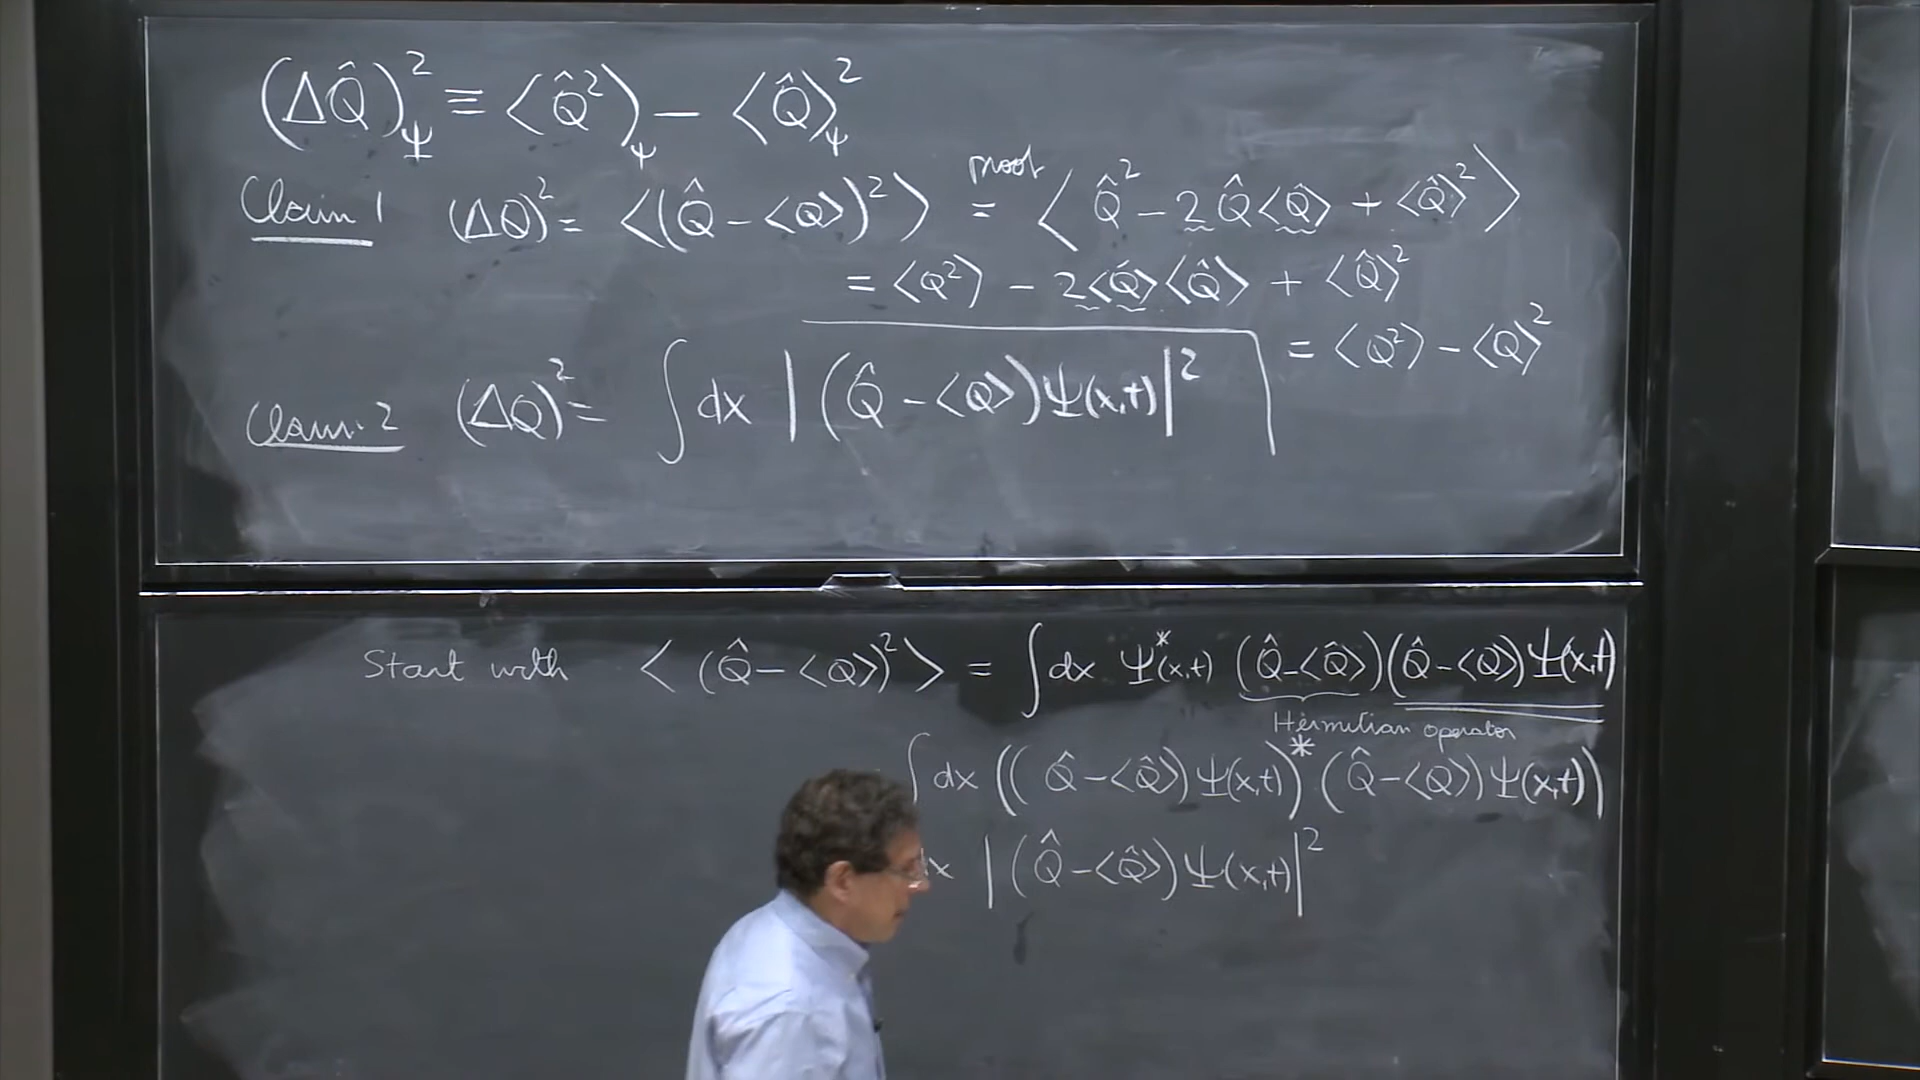 (ΔQ̂)²_Ψ ≡ ⟨Q̂²⟩_Ψ − ⟨Q̂⟩²_Ψ
Claim 1 (ΔQ)² = ⟨(Q̂ − ⟨Q⟩)²⟩ proof = ⟨Q̂² − 2Q̂⟨Q̂⟩ + ⟨Q̂⟩²⟩
= ⟨Q²⟩ − 2⟨Q̂⟩⟨Q̂⟩ + ⟨Q̂⟩²
= ⟨Q²⟩ − ⟨Q⟩²
Claim 2 (ΔQ)² = ∫dx |(Q̂ − ⟨Q⟩)Ψ(x,t)|²
Start with ⟨(Q̂ − ⟨Q⟩)²⟩ = ∫dx Ψ*(x,t) (Q̂ − ⟨Q̂⟩)(Q̂ − ⟨Q⟩)Ψ(x,t)
Hermitian operator
∫dx ((Q̂ − ⟨Q̂⟩)Ψ(x,t))* (Q̂ − ⟨Q⟩)Ψ(x,t))
x |(Q̂ − ⟨Q̂⟩)Ψ(x,t)|²